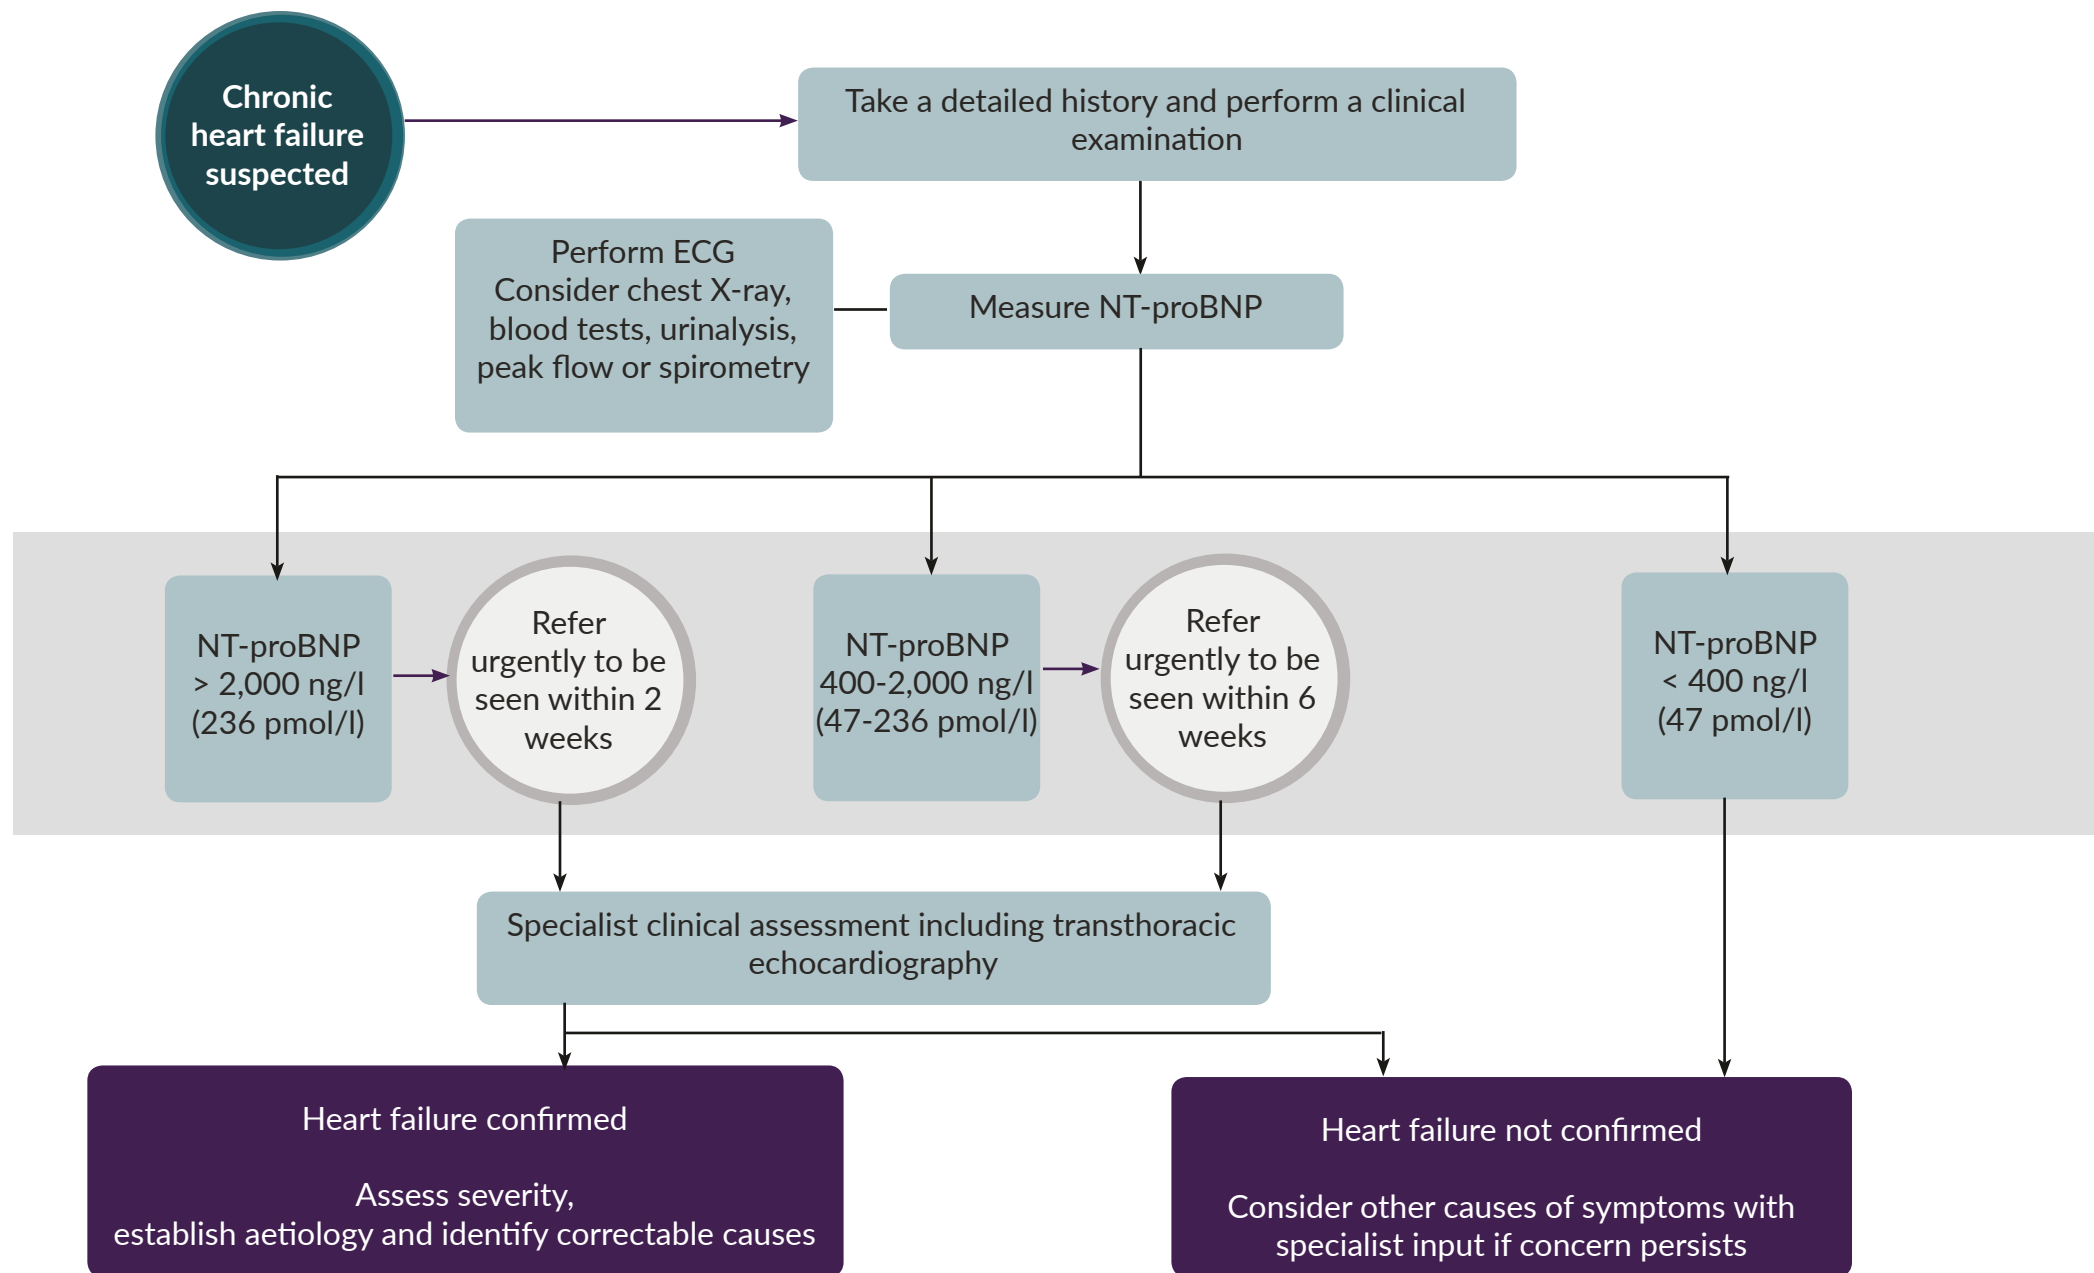 Chronic
heart failure
suspected
Take a detailed history and perform a clinical
examination
Perform ECG
Consider chest X-ray,
blood tests, urinalysis,
peak flow or spirometry
Measure NT-proBNP
NT-proBNP
> 2,000 ng/l
(236 pmol/l)
Refer
urgently to be
seen within 2
weeks
NT-proBNP
400-2,000 ng/l
(47-236 pmol/l)
Refer
urgently to be
seen within 6
weeks
NT-proBNP
< 400 ng/l
(47 pmol/l)
Specialist clinical assessment including transthoracic
echocardiography
Heart failure confirmed
Assess severity,
establish aetiology and identify correctable causes
Heart failure not confirmed
Consider other causes of symptoms with
specialist input if concern persists